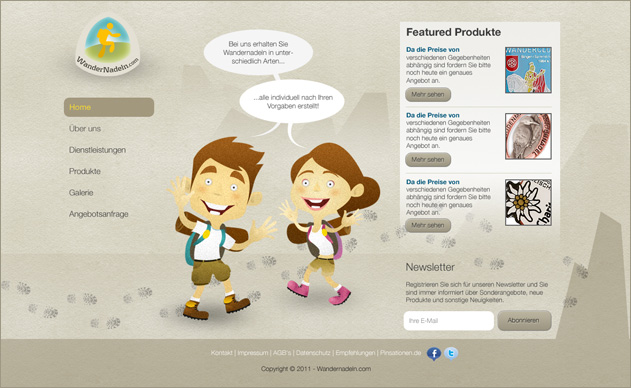 WanderNadeln.com
Home
Über uns
Dienstleistungen
Produkte
Galerie
Angebotsanfrage
Bei uns erhalten Sie
Wandernadeln in unter-
schiedlich Arten...
...alle individuell nach Ihren
Vorgaben erstellt!
Featured Produkte
Da die Preise von
verschiedenen Gegebenheiten
abhängig sind fordern Sie bitte
noch heute ein genaues
Angebot an.
Mehr sehen
Da die Preise von
verschiedenen Gegebenheiten
abhängig sind fordern Sie bitte
noch heute ein genaues
Angebot an.
Mehr sehen
Da die Preise von
verschiedenen Gegebenheiten
abhängig sind fordern Sie bitte
noch heute ein genaues
Angebot an.
Mehr sehen
Newsletter
Registrieren Sie sich für unseren Newsletter und Sie
sind immer informiert über Sonderangebote, neue
Produkte und sonstige Neuigkeiten.
Ihre E-Mail
Abonnieren
Kontakt | Impressum | AGB's | Datenschutz | Empfehlungen | Pinsationen.de
Copyright © 2011 - Wandernadeln.com